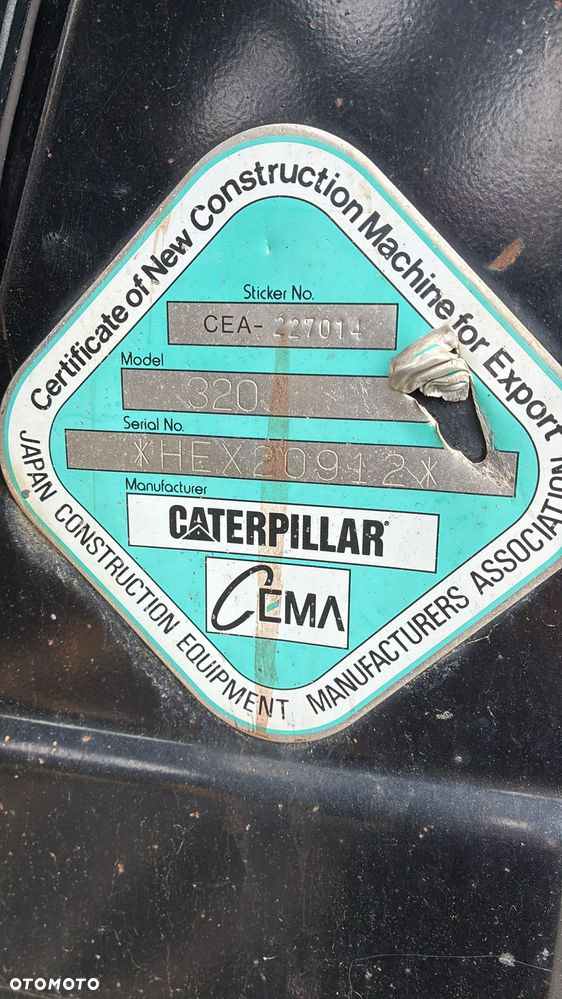 Certificate of New Construction Machine for Export
Sticker No.
CEA- 227014
Model
320
Serial No.
*HEX20912*
Manufacturer
CATERPILLAR
CEMA
JAPAN CONSTRUCTION EQUIPMENT MANUFACTURERS ASSOCIATION
OTOMOTO